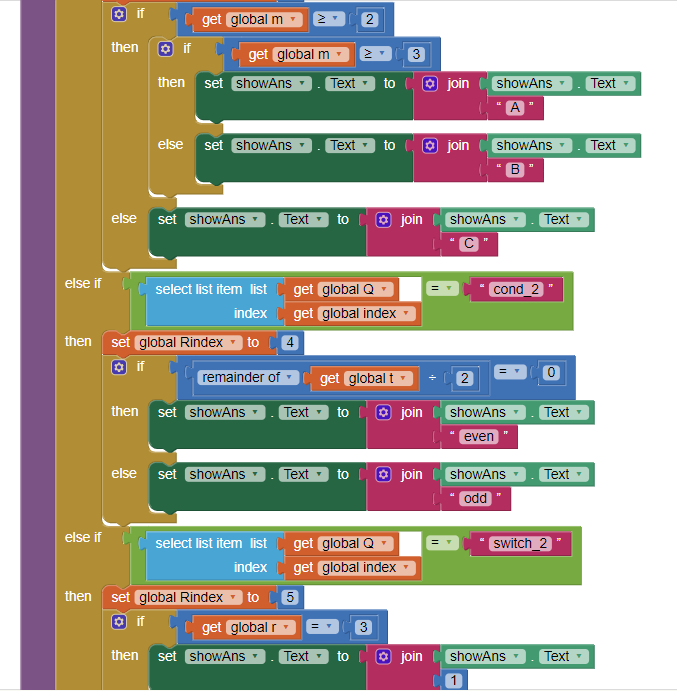 if get global m ≥ 2
then if get global m ≥ 3
then set showAns . Text to join showAns . Text
" A "
else set showAns . Text to join showAns . Text
" B "
else set showAns . Text to join showAns . Text
" C "
else if select list item list get global Q = " cond_2 "
index get global index
then set global Rindex to 4
if remainder of get global t ÷ 2 = 0
then set showAns . Text to join showAns . Text
" even "
else set showAns . Text to join showAns . Text
" odd "
else if select list item list get global Q = " switch_2 "
index get global index
then set global Rindex to 5
if get global r = 3
then set showAns . Text to join showAns . Text
1